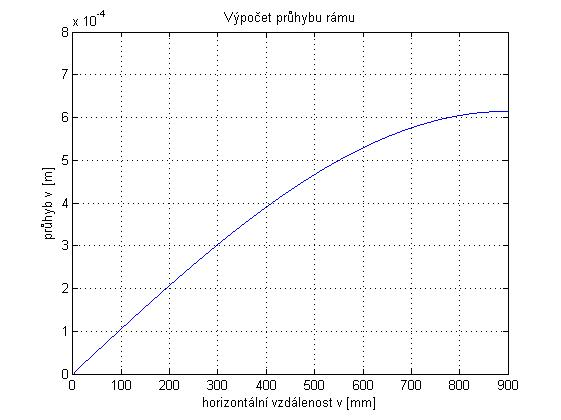 Výpočet průhybu rámu
x 10^-4
8
7
6
5
4
3
2
1
0
průhyb v [m]
0 100 200 300 400 500 600 700 800 900
horizontální vzdálenost v [mm]